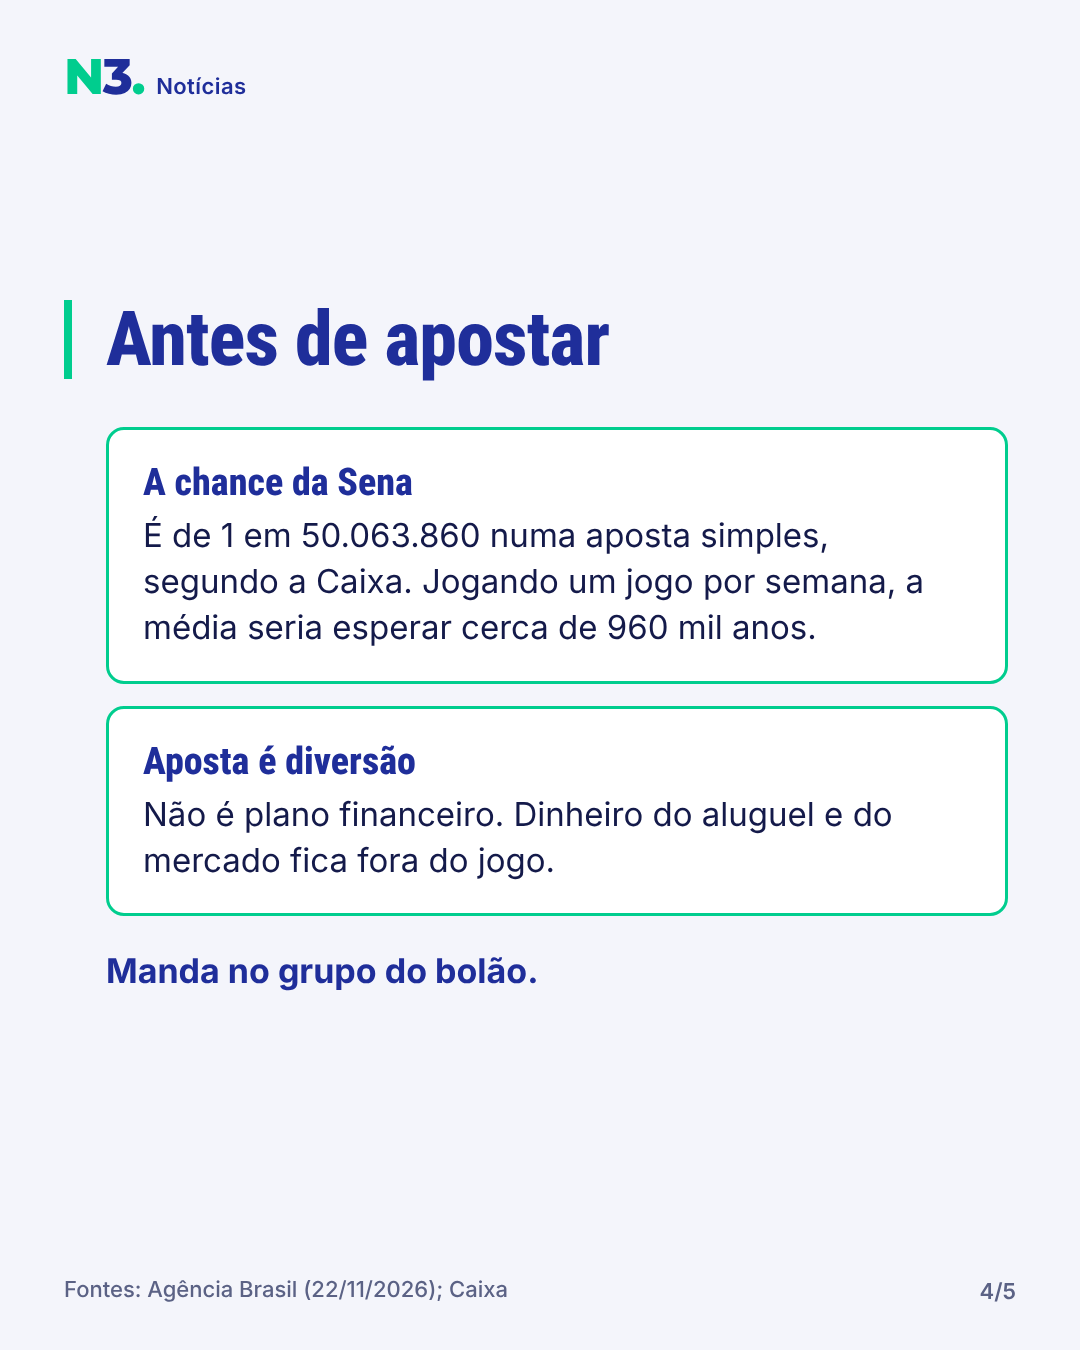 N3. Notícias
Antes de apostar
A chance da Sena
É de 1 em 50.063.860 numa aposta simples,
segundo a Caixa. Jogando um jogo por semana, a
média seria esperar cerca de 960 mil anos.
Aposta é diversão
Não é plano financeiro. Dinheiro do aluguel e do
mercado fica fora do jogo.
Manda no grupo do bolão.
Fontes: Agência Brasil (22/11/2026); Caixa
4/5